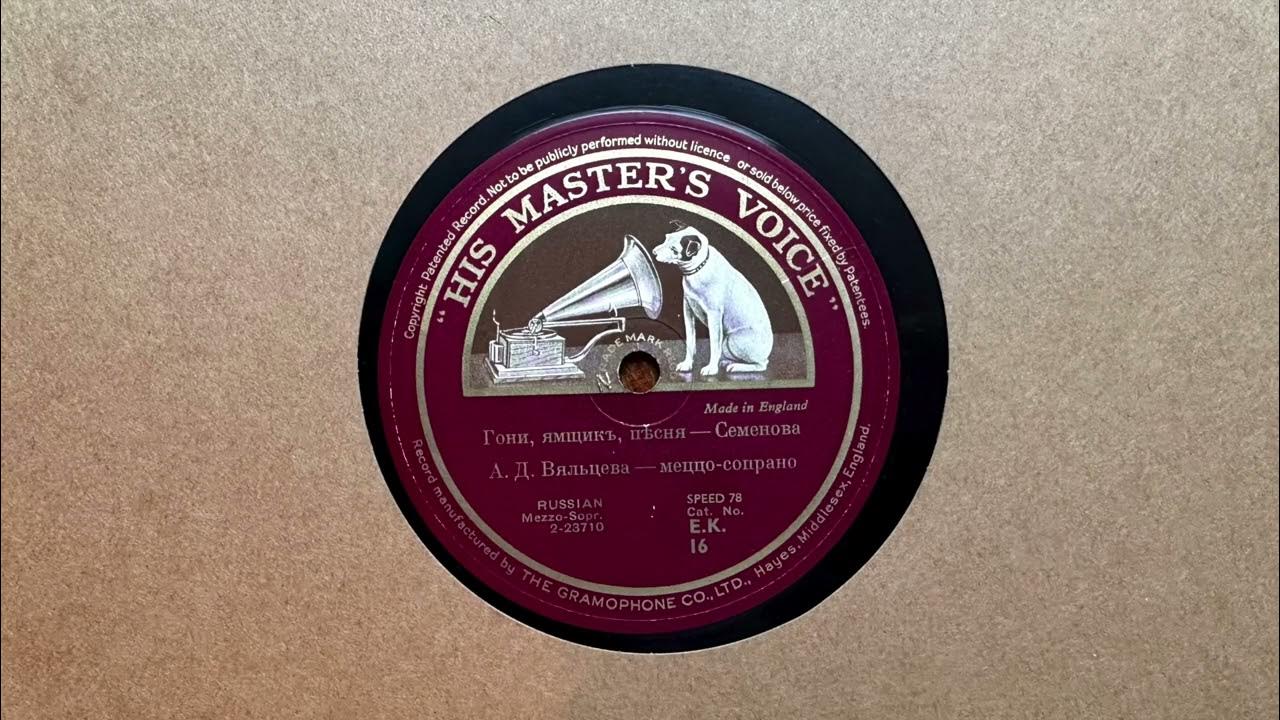 Copyright Patented Record. Not to be publicly performed without licence or sold below price fixed by Patentees.
"HIS MASTER'S VOICE"
TRADE MARK
Made in England
Гони, ямщикъ, пѣсня — Семенова
А. Д. Вяльцева — меццо-сопрано
RUSSIAN
Mezzo-Sopr.
2-23710
SPEED 78
Cat. No.
E.K.
16
Record manufactured by THE GRAMOPHONE CO., LTD., Hayes, Middlesex, England.